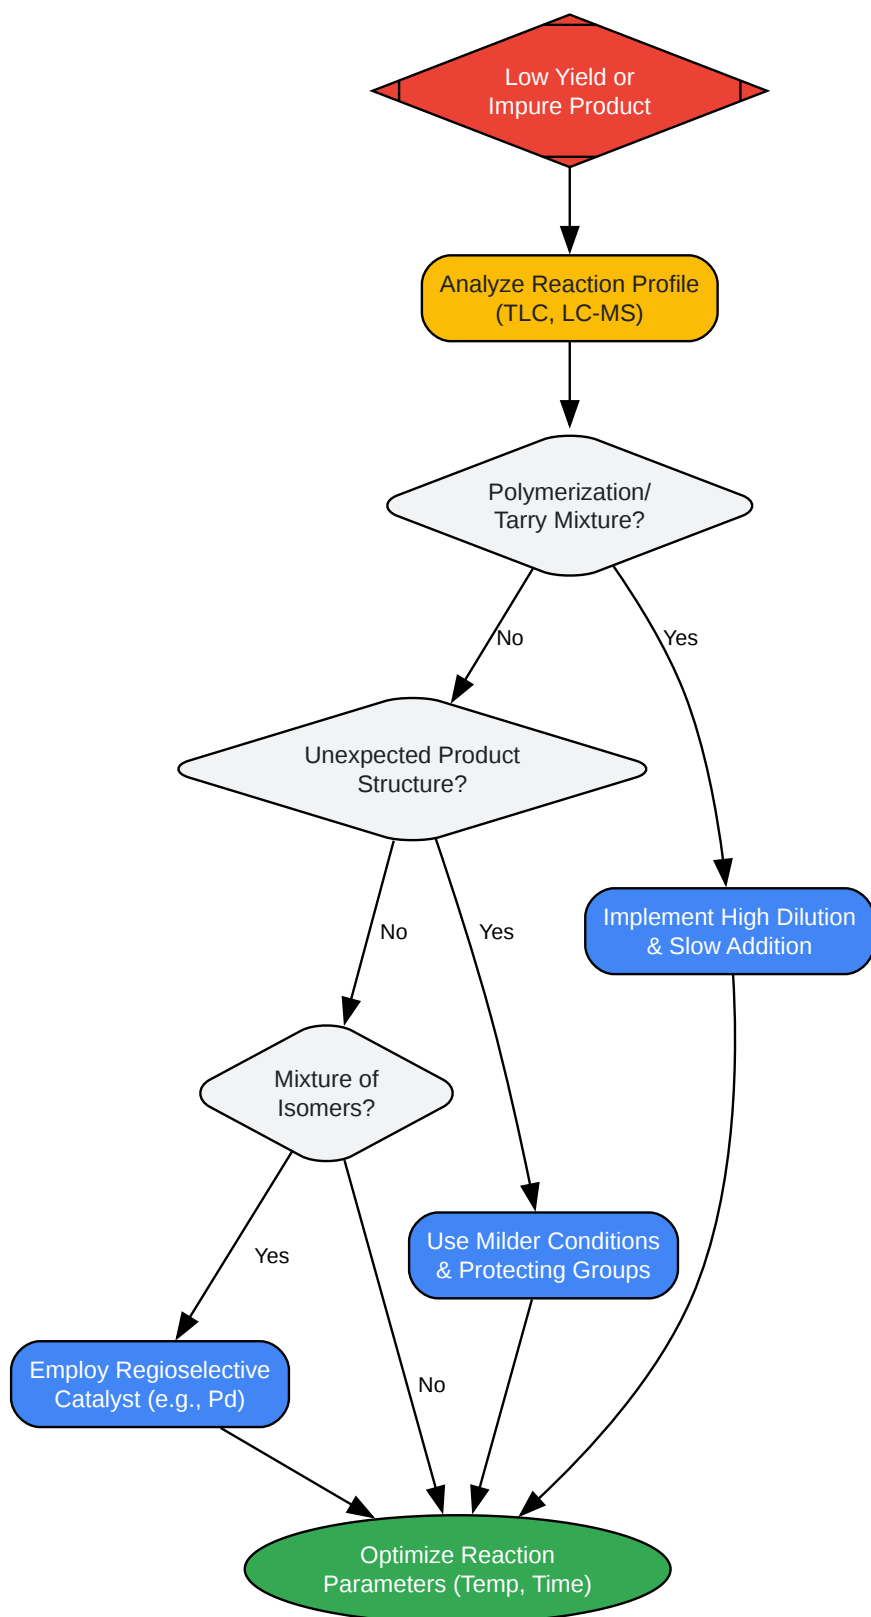 Low Yield or
Impure Product
Analyze Reaction Profile
(TLC, LC-MS)
Polymerization/
Tarry Mixture?
No
Yes
Unexpected Product
Structure?
Implement High Dilution
& Slow Addition
No
Yes
Mixture of
Isomers?
Use Milder Conditions
& Protecting Groups
Yes
Employ Regioselective
Catalyst (e.g., Pd)
No
Optimize Reaction
Parameters (Temp, Time)